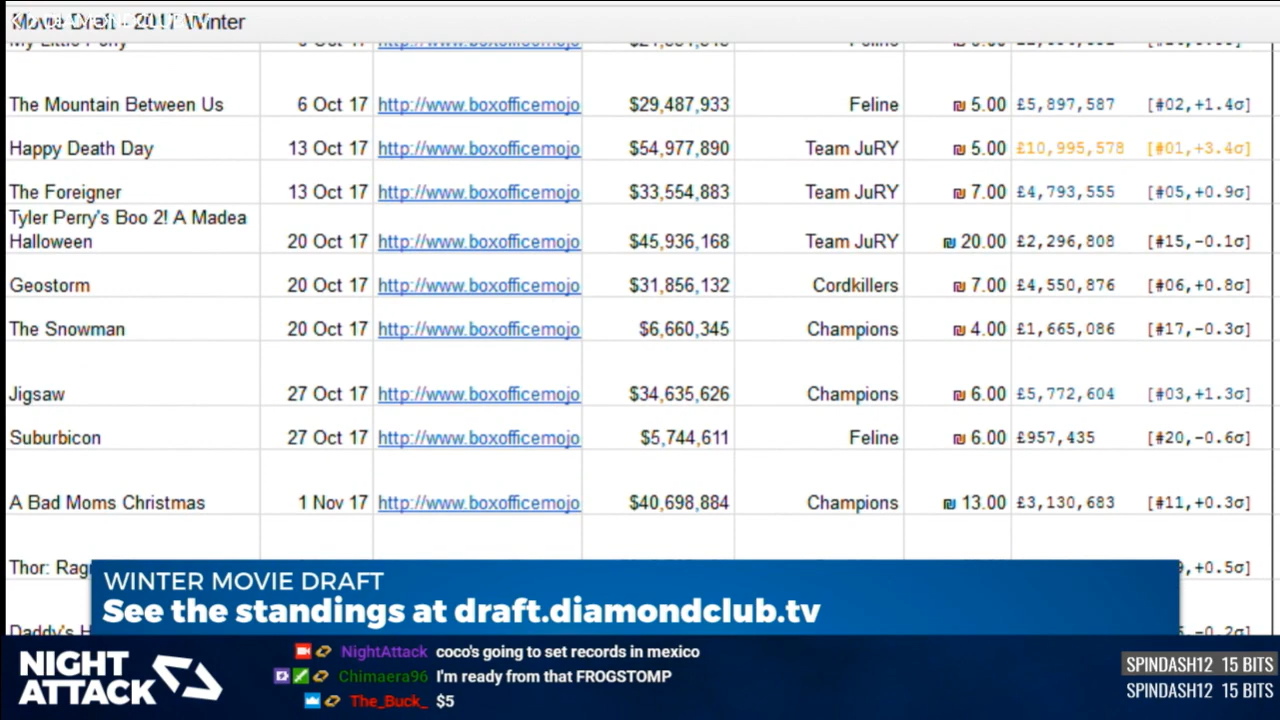 Movie Draft - 2017 Winter
My Little Pony
The Mountain Between Us 6 Oct 17 http://www.boxofficemojo $29,487,933 Feline ₪ 5.00 £5,897,587 [#02,+1.4σ]
Happy Death Day 13 Oct 17 http://www.boxofficemojo $54,977,890 Team JuRY ₪ 5.00 £10,995,578 [#01,+3.4σ]
The Foreigner 13 Oct 17 http://www.boxofficemojo $33,554,883 Team JuRY ₪ 7.00 £4,793,555 [#05,+0.9σ]
Tyler Perry's Boo 2! A Madea
Halloween 20 Oct 17 http://www.boxofficemojo $45,936,168 Team JuRY ₪ 20.00 £2,296,808 [#15,-0.1σ]
Geostorm 20 Oct 17 http://www.boxofficemojo $31,856,132 Cordkillers ₪ 7.00 £4,550,876 [#06,+0.8σ]
The Snowman 20 Oct 17 http://www.boxofficemojo $6,660,345 Champions ₪ 4.00 £1,665,086 [#17,-0.3σ]
Jigsaw 27 Oct 17 http://www.boxofficemojo $34,635,626 Champions ₪ 6.00 £5,772,604 [#03,+1.3σ]
Suburbicon 27 Oct 17 http://www.boxofficemojo $5,744,611 Feline ₪ 6.00 £957,435 [#20,-0.6σ]
A Bad Moms Christmas 1 Nov 17 http://www.boxofficemojo $40,698,884 Champions ₪ 13.00 £3,130,683 [#11,+0.3σ]
Thor: Rag ,+0.5σ]
Daddy's H ,-0.2σ]
WINTER MOVIE DRAFT
See the standings at draft.diamondclub.tv
NIGHT
ATTACK
NightAttack coco's going to set records in mexico
Chimaera96 I'm ready from that FROGSTOMP
The_Buck_ $5
SPINDASH12 15 BITS
SPINDASH12 15 BITS